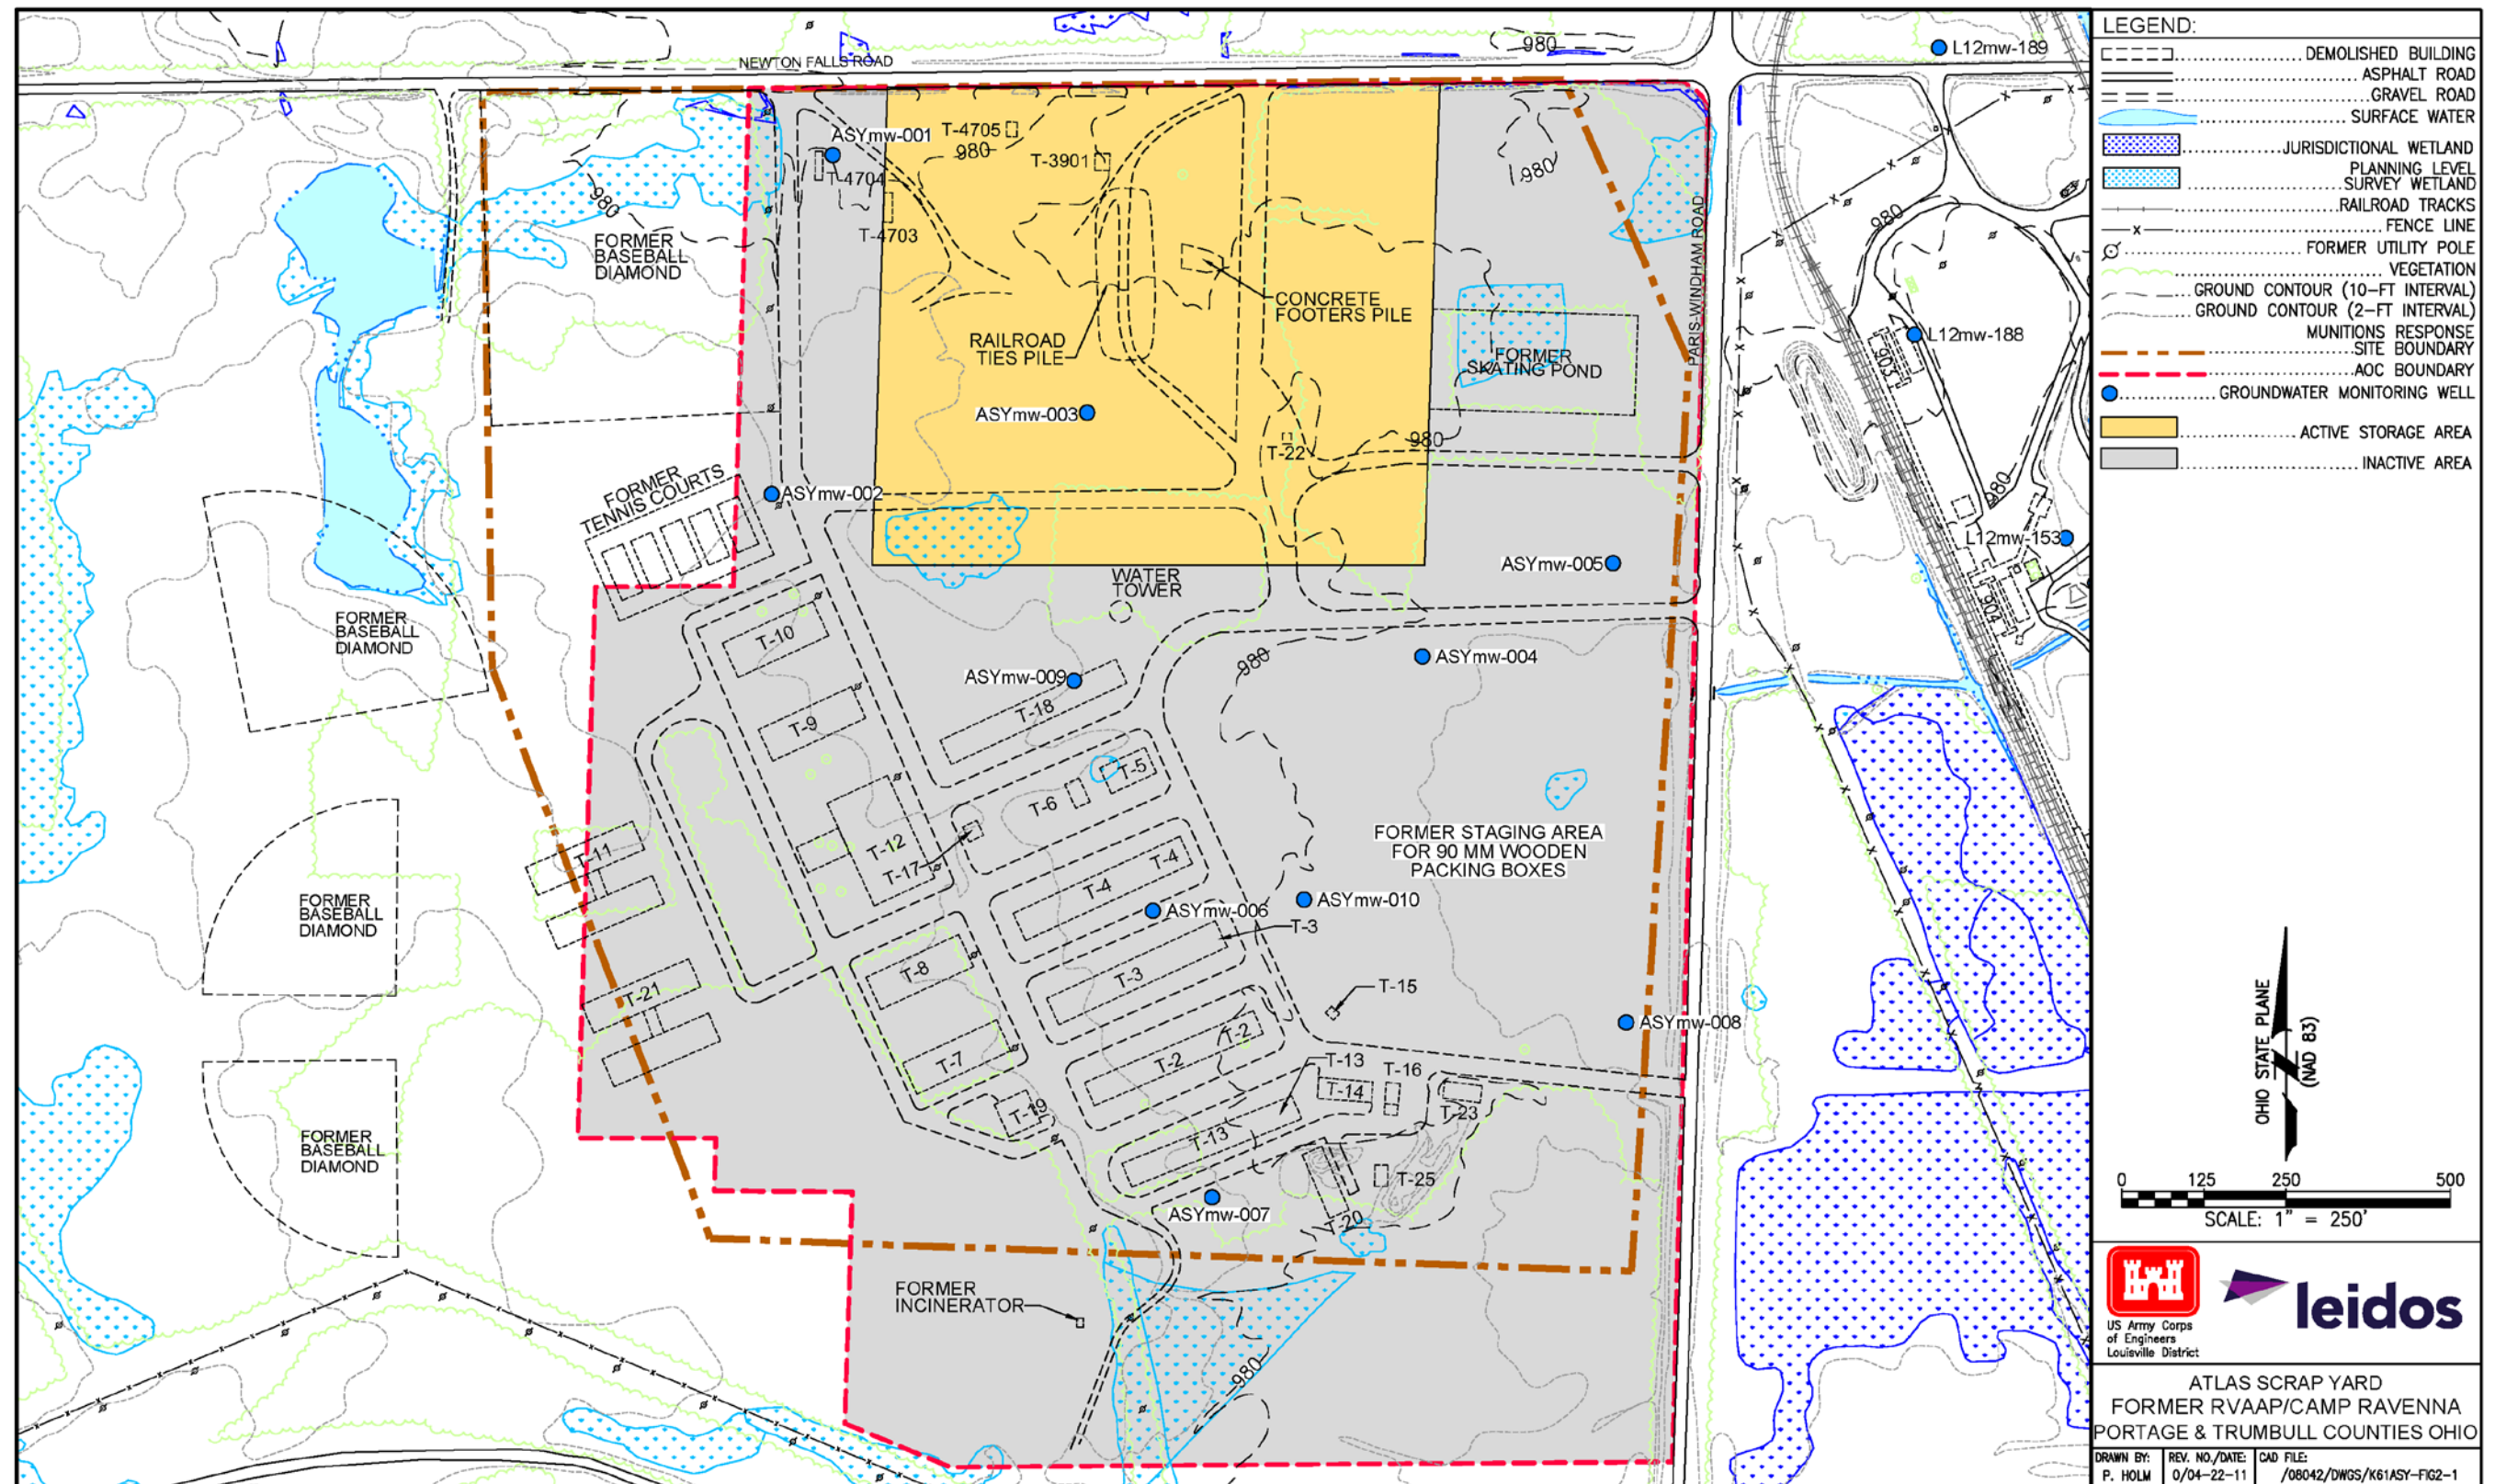 NEWTON FALLS ROAD
980
L12mw-189
ASYmw-001
T-4705
980
T-3901
T-4704
T-4703
980
980
980
FORMER
BASEBALL
DIAMOND
PARIS-WINDHAM ROAD
CONCRETE
FOOTERS PILE
RAILROAD
TIES PILE
L12mw-188
903
FORMER
SKATING POND
ASYmw-003
T-22
980
FORMER
TENNIS COURTS
ASYmw-002
980
L12mw-153
904
ASYmw-005
WATER
TOWER
FORMER
BASEBALL
DIAMOND
T-10
980
ASYmw-004
ASYmw-009
T-18
T-9
T-5
T-6
T-11
T-12
T-17
T-4
T-4
FORMER STAGING AREA
FOR 90 MM WOODEN
PACKING BOXES
FORMER
BASEBALL
DIAMOND
ASYmw-006
ASYmw-010
T-3
T-8
T-3
T-21
T-15
ASYmw-008
T-2
T-2
T-7
T-13
T-16
T-14
T-19
T-23
T-13
FORMER
BASEBALL
DIAMOND
T-25
ASYmw-007
T-20
FORMER
INCINERATOR
980
LEGEND:
DEMOLISHED BUILDING
ASPHALT ROAD
GRAVEL ROAD
SURFACE WATER
JURISDICTIONAL WETLAND
PLANNING LEVEL
SURVEY WETLAND
RAILROAD TRACKS
FENCE LINE
FORMER UTILITY POLE
VEGETATION
GROUND CONTOUR (10-FT INTERVAL)
GROUND CONTOUR (2-FT INTERVAL)
MUNITIONS RESPONSE
SITE BOUNDARY
AOC BOUNDARY
GROUNDWATER MONITORING WELL
ACTIVE STORAGE AREA
INACTIVE AREA
OHIO STATE PLANE
N
(NAD 83)
0 125 250 500
SCALE: 1" = 250'
US Army Corps
of Engineers
Louisville District
leidos
ATLAS SCRAP YARD
FORMER RVAAP/CAMP RAVENNA
PORTAGE & TRUMBULL COUNTIES OHIO
DRAWN BY: REV. NO./DATE: CAD FILE:
P. HOLM 0/04-22-11 /08042/DWGS/K61ASY-FIG2-1